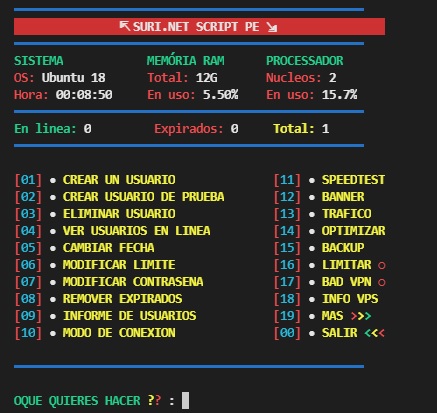 ↖SURI.NET SCRIPT PE ↘
SISTEMA MEMÓRIA RAM PROCESSADOR
OS: Ubuntu 18 Total: 12G Nucleos: 2
Hora: 00:08:50 En uso: 5.50% En uso: 15.7%
En linea: 0 Expirados: 0 Total: 1
[01] • CREAR UN USUARIO [11] • SPEEDTEST
[02] • CREAR USUARIO DE PRUEBA [12] • BANNER
[03] • ELIMINAR USUARIO [13] • TRAFICO
[04] • VER USUARIOS EN LINEA [14] • OPTIMIZAR
[05] • CAMBIAR FECHA [15] • BACKUP
[06] • MODIFICAR LIMITE [16] • LIMITAR ○
[07] • MODIFICAR CONTRASENA [17] • BAD VPN ○
[08] • REMOVER EXPIRADOS [18] • INFO VPS
[09] • INFORME DE USUARIOS [19] • MAS >>>
[10] • MODO DE CONEXION [00] • SALIR <<<
OQUE QUIERES HACER ?? :